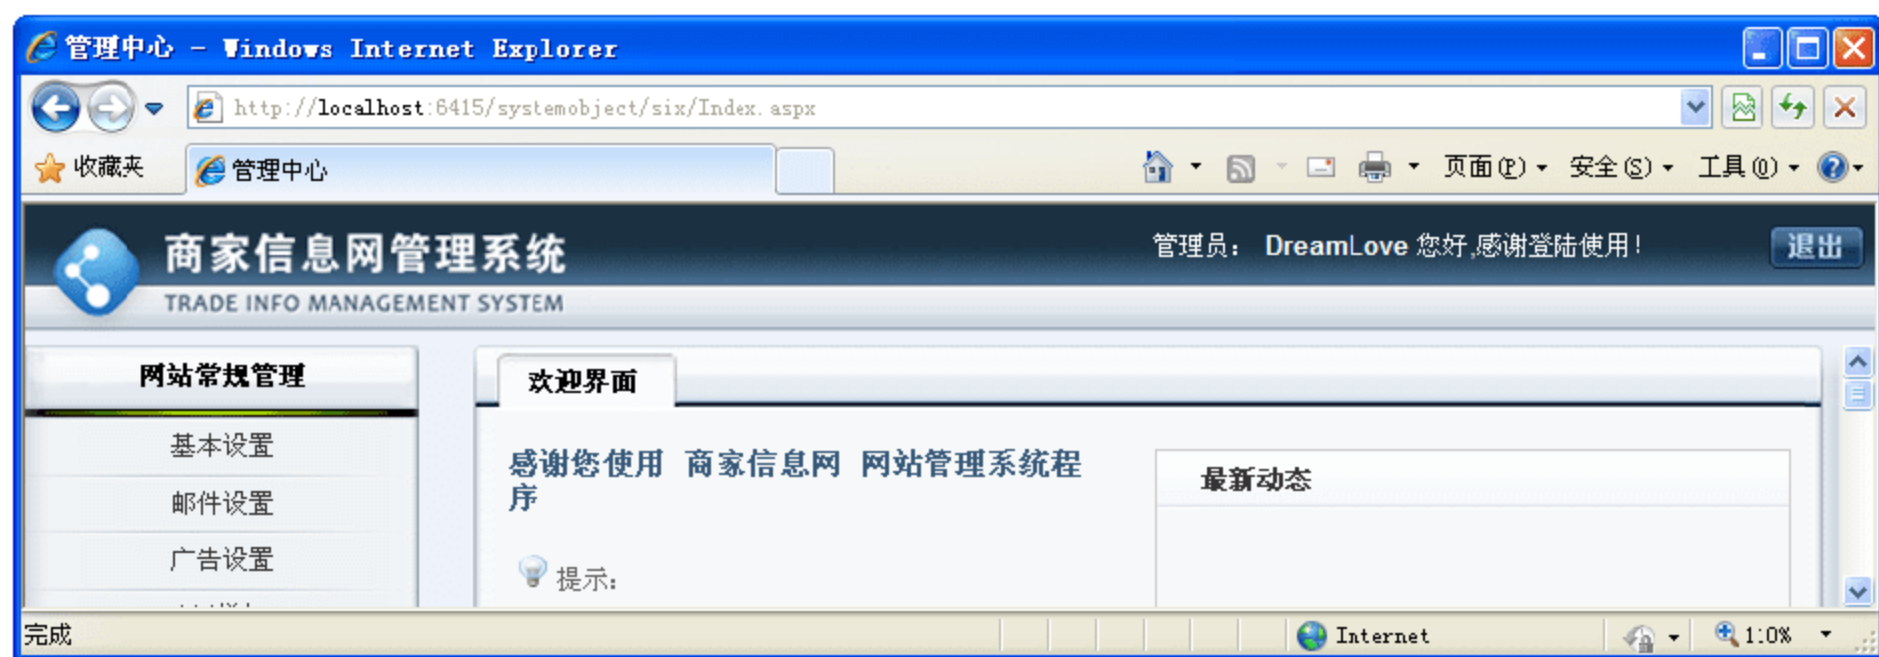 管理中心 - Windows Internet Explorer
http://localhost:6415/systemobject/six/Index.aspx
收藏夹 管理中心 页面(P) 安全(S) 工具(O)
商家信息网管理系统 管理员： DreamLove 您好,感谢登陆使用! 退出
TRADE INFO MANAGEMENT SYSTEM
网站常规管理 欢迎界面
基本设置
感谢您使用 商家信息网 网站管理系统程
序
最新动态
邮件设置
广告设置
提示:
完成 Internet